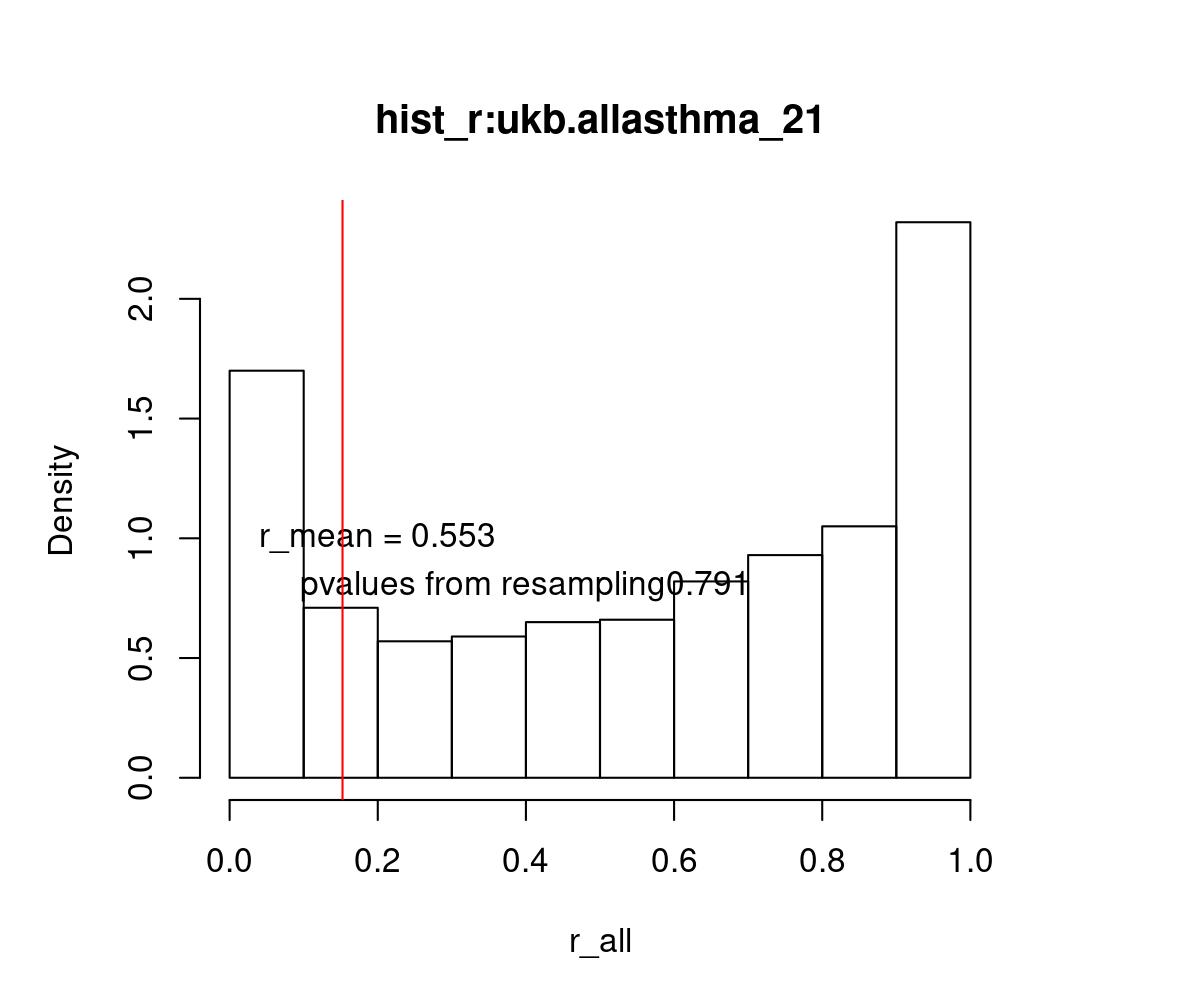 hist_r:ukb.allasthma_21
Density
2.0
1.5
1.0
0.5
0.0
r_mean = 0.553
pvalues from resampling0.791
0.0 0.2 0.4 0.6 0.8 1.0
r_all